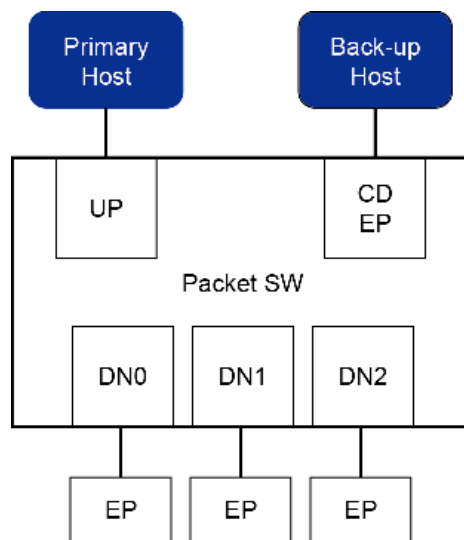 Primary
Host
Back-up
Host
UP
CD
EP
Packet SW
DN0
DN1
DN2
EP
EP
EP